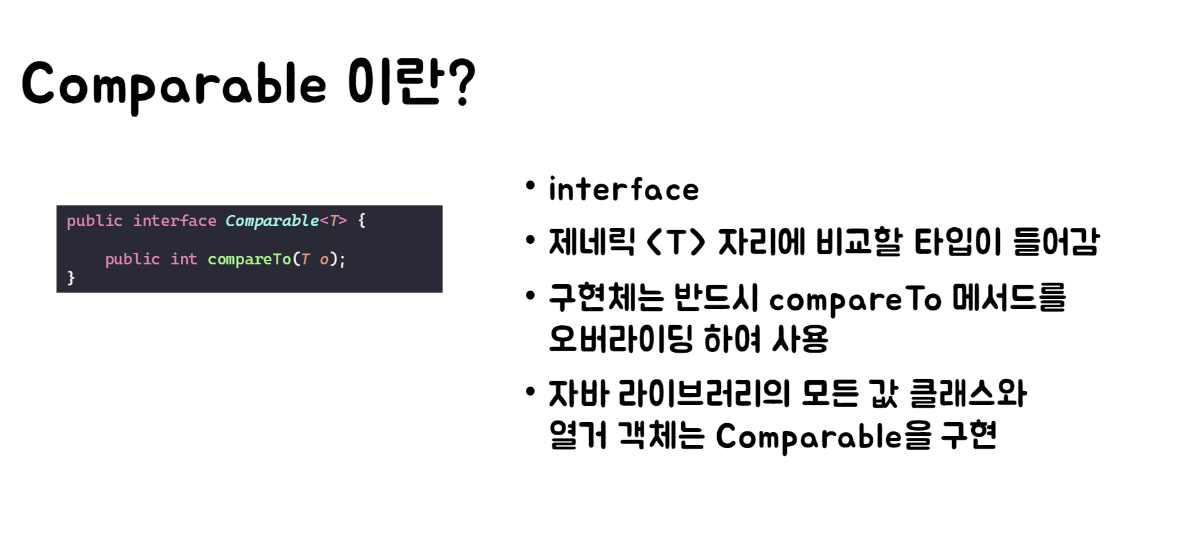 Comparable 이란?
public interface Comparable<T> {
public int compareTo(T o);
}
• interface
• 제네릭 <T> 자리에 비교할 타입이 들어감
• 구현체는 반드시 compareTo 메서드를
오버라이딩 하여 사용
• 자바 라이브러리의 모든 값 클래스와
열거 객체는 Comparable을 구현